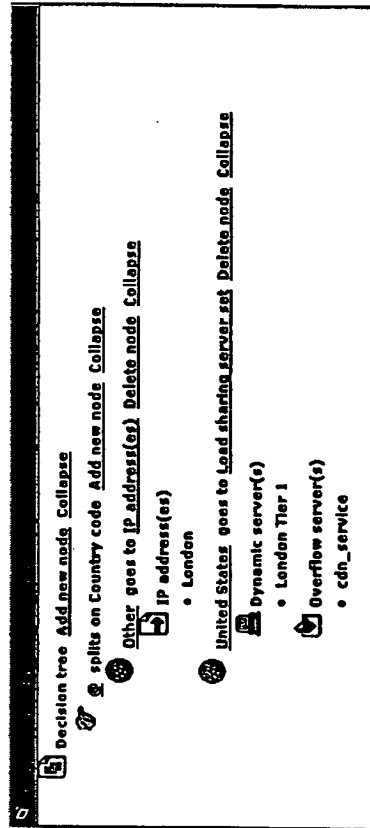 Decision tree Add new node Collapse
@ splits on Country code Add new node Collapse
Other goes to IP address(es) Delete node Collapse
IP address(es)
• London
United States goes to Load sharing server set Delete node Collapse
Dynamic server(s)
• London Tier 1
Overflow server(s)
• cdn_service